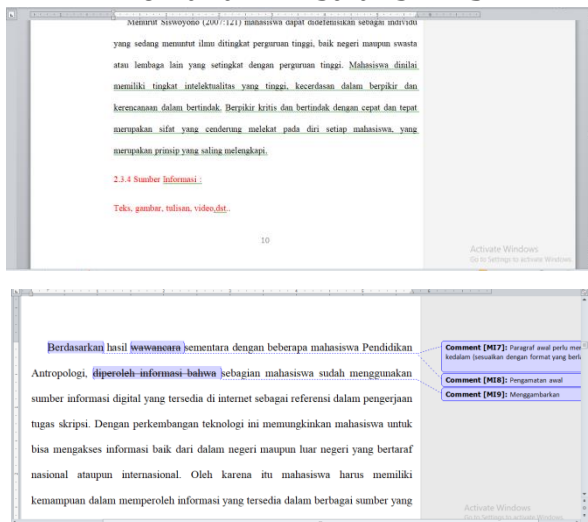 Menurut Siswoyono (2007:121) mahasiswa dapat didefenisikan sebagai individu
yang sedang menuntut ilmu ditingkat perguruan tinggi, baik negeri maupun swasta
atau lembaga lain yang setingkat dengan perguruan tinggi. Mahasiswa dinilai
memiliki tingkat intelektualitas yang tinggi, kecerdasan dalam berpikir dan
kerencanaan dalam bertindak. Berpikir kritis dan bertindak dengan cepat dan tepat
merupakan sifat yang cenderung melekat pada diri setiap mahasiswa, yang
merupakan prinsip yang saling melengkapi.
2.3.4 Sumber Informasi :
Teks, gambar, tulisan, video,dst..
10
Activate Windows
Go to Settings to activate Windows.
Berdasarkan hasil wawancara sementara dengan beberapa mahasiswa Pendidikan
Antropologi, diperoleh informasi bahwa sebagian mahasiswa sudah menggunakan
sumber informasi digital yang tersedia di internet sebagai referensi dalam pengerjaan
tugas skripsi. Dengan perkembangan teknologi ini memungkinkan mahasiswa untuk
bisa mengakses informasi baik dari dalam negeri maupun luar negeri yang bertaraf
nasional ataupun internasional. Oleh karena itu mahasiswa harus memiliki
kemampuan dalam memperoleh informasi yang tersedia dalam berbagai sumber yang
Comment [MI7]: Paragraf awal perlu
kedalam (sesuaikan dengan format yang
Comment [MI8]: Pengamatan awal
Comment [MI9]: Menggambarkan
Activate Windows
Go to Settings to activate Windows.